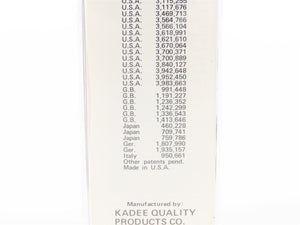 U.S.A. 3,115,255
U.S.A. 3,117,676
U.S.A. 3,469,713
U.S.A. 3,564,766
U.S.A. 3,566,104
U.S.A. 3,618,991
U.S.A. 3,621,610
U.S.A. 3,670,064
U.S.A. 3,700,371
U.S.A. 3,700,889
U.S.A. 3,840,127
U.S.A. 3,942,648
U.S.A. 3,952,450
U.S.A. 3,983,663
G.B. 991,448
G.B. 1,191,227
G.B. 1,236,352
G.B. 1,242,299
G.B. 1,336,543
G.B. 1,413,646
Japan 460,228
Japan 709,741
Japan 759,786
Ger. 1,807,990
Ger. 1,935,157
Italy 950,661
Other patents pend.
Made in U.S.A.
Manufactured by
KADEE QUALITY
PRODUCTS CO.